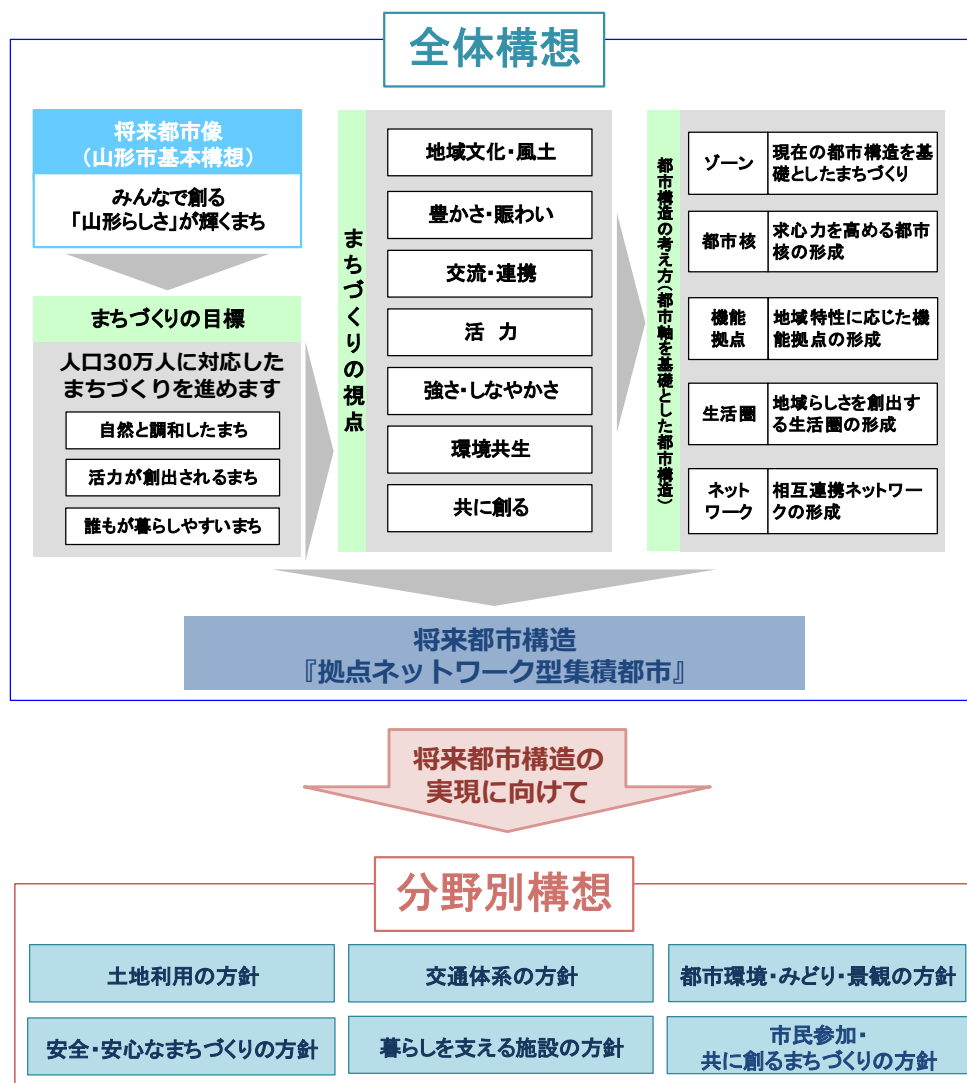 全体構想
将来都市像
（山形市基本構想）
みんなで創る
「山形らしさ」が輝くまち
まちづくりの目標
人口30万人に対応した
まちづくりを進めます
自然と調和したまち
活力が創出されるまち
誰もが暮らしやすいまち
まちづくりの視点
地域文化・風土
豊かさ・賑わい
交流・連携
活 力
強さ・しなやかさ
環境共生
共に創る
都市構造の考え方（都市軸を基礎とした都市構造）
ゾーン
現在の都市構造を基
礎としたまちづくり
都市核
求心力を高める都市
核の形成
機能
拠点
地域特性に応じた機
能拠点の形成
生活圏
地域らしさを創出す
る生活圏の形成
ネット
ワーク
相互連携ネットワー
クの形成
将来都市構造
『拠点ネットワーク型集積都市』
将来都市構造の
実現に向けて
分野別構想
土地利用の方針
交通体系の方針
都市環境・みどり・景観の方針
安全・安心なまちづくりの方針
暮らしを支える施設の方針
市民参加・
共に創るまちづくりの方針